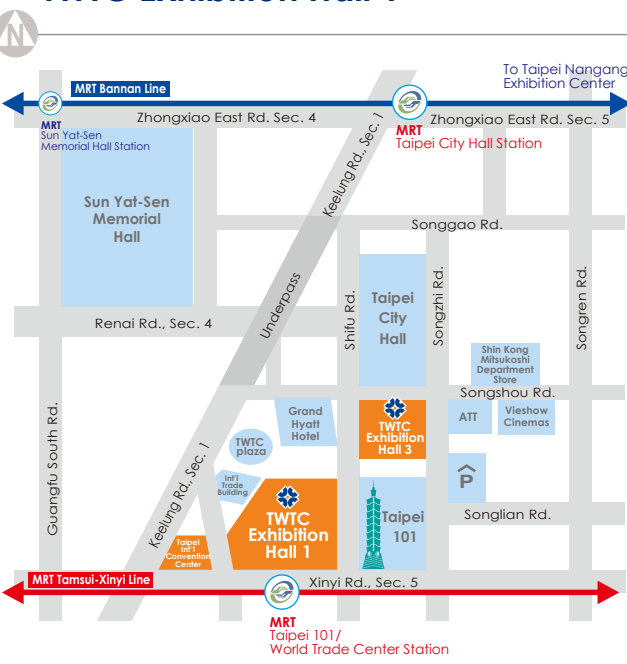 N
MRT Bannan Line
To Taipei Nangang
Exhibition Center
Zhongxiao East Rd. Sec. 4
Zhongxiao East Rd. Sec. 5
MRT
Sun Yat-Sen
Memorial Hall Station
MRT
Taipei City Hall Station
Keelung Rd., Sec. 1
Sun Yat-Sen
Memorial
Hall
Songgao Rd.
Underpass
Shifu Rd.
Taipei
City
Hall
Songzhi Rd.
Songren Rd.
Renai Rd., Sec. 4
Shin Kong
Mitsukoshi
Department
Store
Songshou Rd.
Guangfu South Rd.
Keelung Rd., Sec. 1
TWTC
plaza
Grand
Hyatt
Hotel
TWTC
Exhibition
Hall 3
ATT
Vieshow
Cinemas
Int'l
Trade
Building
P
TWTC
Exhibition
Hall 1
Taipei
101
Songlian Rd.
Taipei
Int'l
Convention
Center
MRT Tamsui-Xinyi Line
Xinyi Rd., Sec. 5
MRT
Taipei 101/
World Trade Center Station